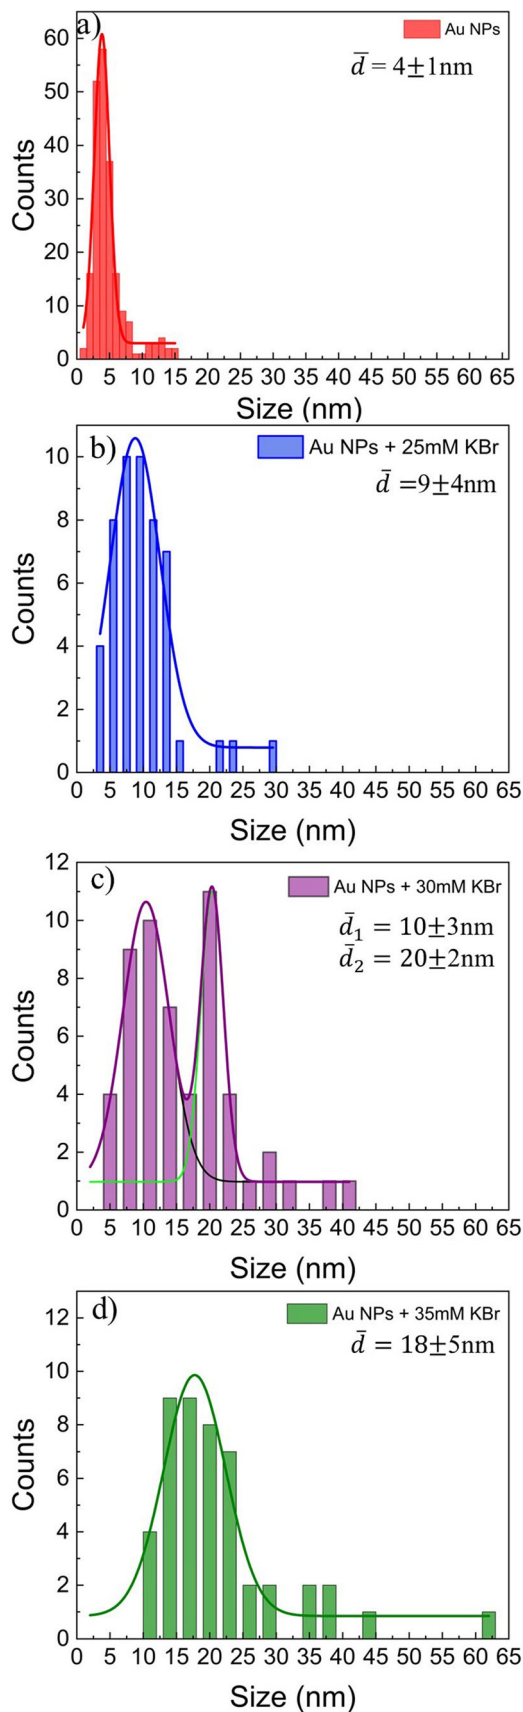 a)
Au NPs
d̄ = 4±1nm
60
50
40
30
20
10
0
Counts
0 5 10 15 20 25 30 35 40 45 50 55 60 65
Size (nm)
b)
Au NPs + 25mM KBr
d̄ =9±4nm
10
8
6
4
2
0
Counts
0 5 10 15 20 25 30 35 40 45 50 55 60 65
Size (nm)
c)
Au NPs + 30mM KBr
d̄₁ = 10±3nm
d̄₂ = 20±2nm
12
10
8
6
4
2
0
Counts
0 5 10 15 20 25 30 35 40 45 50 55 60 65
Size (nm)
d)
Au NPs + 35mM KBr
d̄ = 18±5nm
12
10
8
6
4
2
0
Counts
0 5 10 15 20 25 30 35 40 45 50 55 60 65
Size (nm)